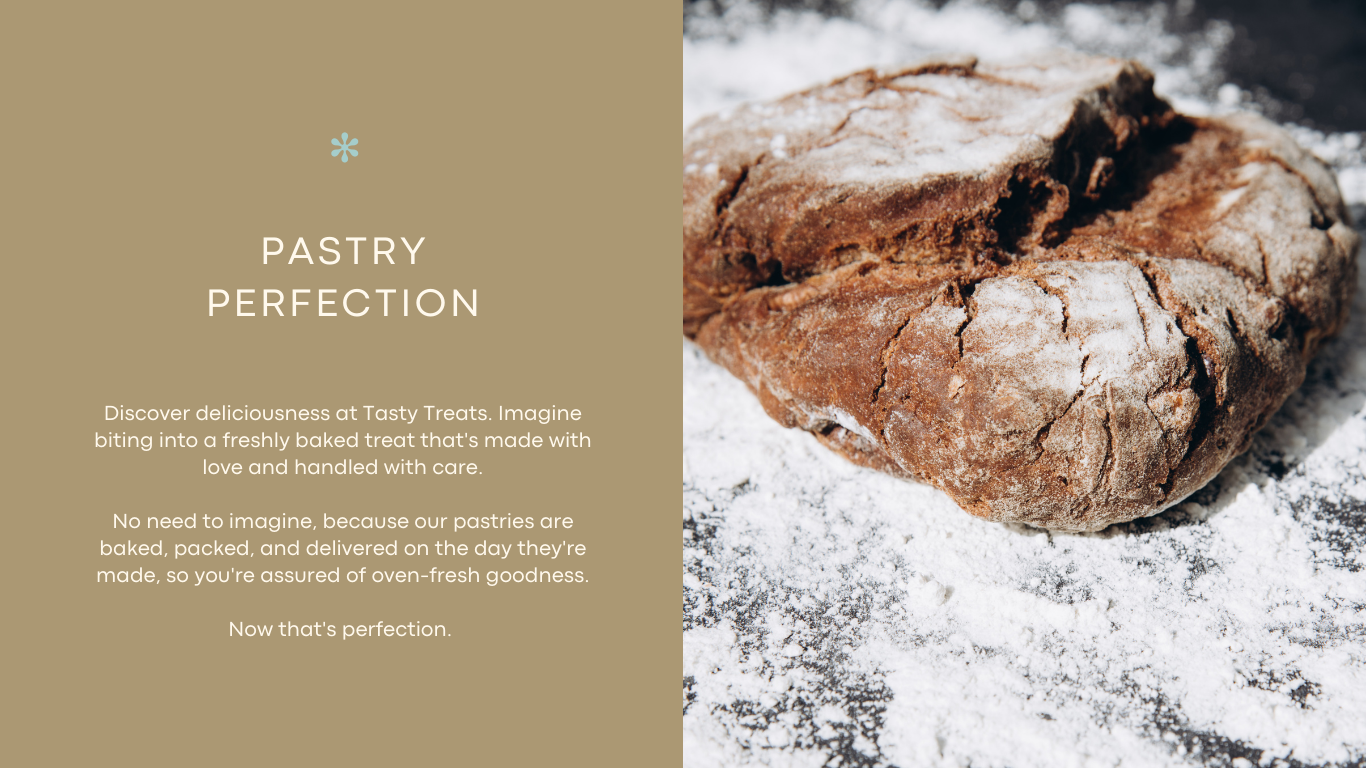 PASTRY
PERFECTION
Discover deliciousness at Tasty Treats. Imagine
biting into a freshly baked treat that's made with
love and handled with care.
No need to imagine, because our pastries are
baked, packed, and delivered on the day they're
made, so you're assured of oven-fresh goodness.
Now that's perfection.